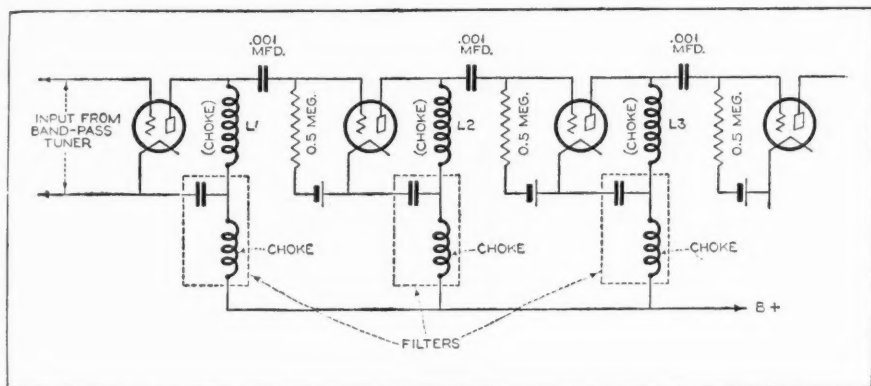 .001
MFD.
.001
MFD.
.001
MFD.
INPUT FROM
BAND-PASS
TUNER
(CHOKE)
L1
0.5 MEG.
(CHOKE)
L2
0.5 MEG.
(CHOKE)
L3
0.5 MEG.
CHOKE
CHOKE
CHOKE
B+
FILTERS